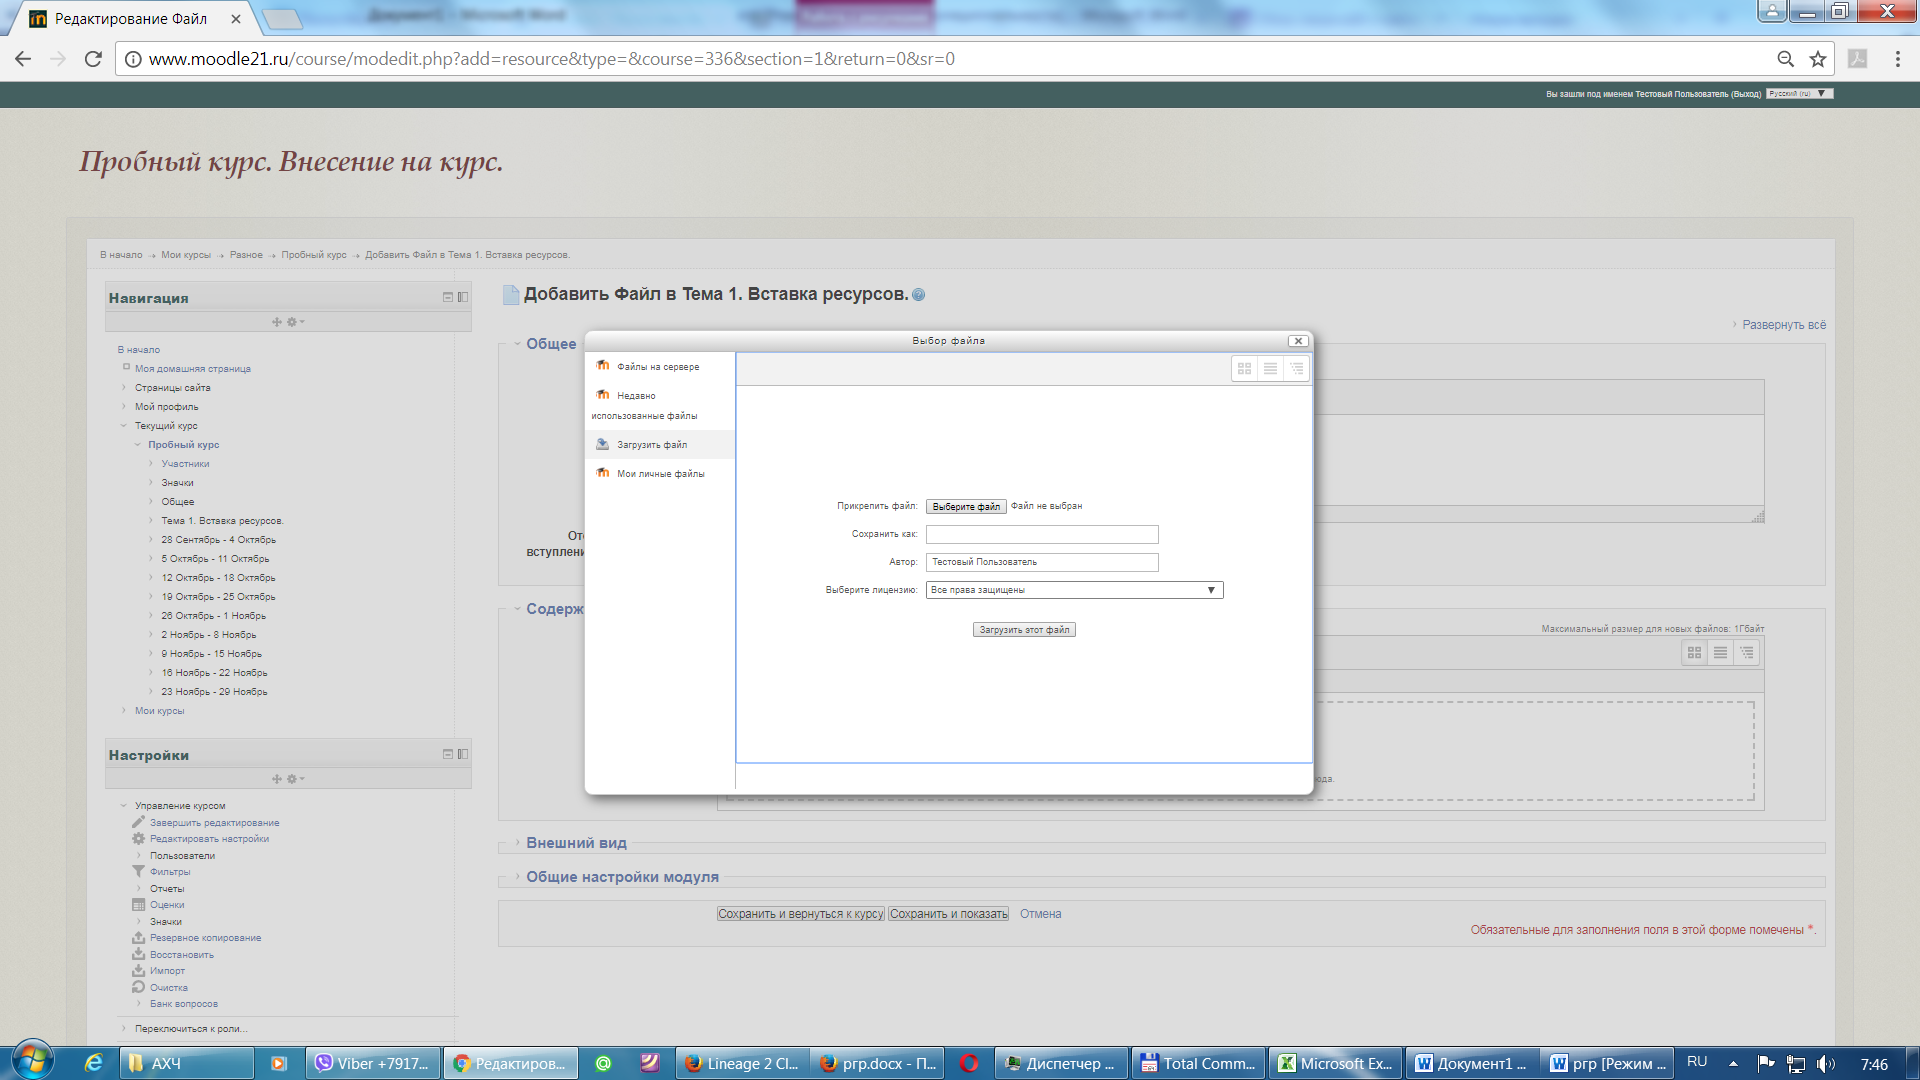 Редактирование Файл
www.moodle21.ru/course/modedit.php?add=resource&type=&course=336&section=1&return=0&sr=0
Вы зашли под именем Тестовый Пользователь (Выход)
Русский (ru)
Пробный курс. Внесение на курс.
В начало → Мои курсы → Разное → Пробный курс → Добавить Файл в Тема 1. Вставка ресурсов.
Навигация
В начало
Моя домашняя страница
Страницы сайта
Мой профиль
Текущий курс
Пробный курс
Участники
Значки
Общее
Тема 1. Вставка ресурсов.
28 Сентябрь - 4 Октябрь
5 Октябрь - 11 Октябрь
12 Октябрь - 18 Октябрь
19 Октябрь - 25 Октябрь
26 Октябрь - 1 Ноябрь
2 Ноябрь - 8 Ноябрь
9 Ноябрь - 15 Ноябрь
16 Ноябрь - 22 Ноябрь
23 Ноябрь - 29 Ноябрь
Мои курсы
Настройки
Управление курсом
Завершить редактирование
Редактировать настройки
Пользователи
Фильтры
Отчеты
Оценки
Значки
Резервное копирование
Восстановить
Импорт
Очистка
Банк вопросов
Переключиться к роли...
Добавить Файл в Тема 1. Вставка ресурсов.
Развернуть всё
Общее
От
вступлени
Содерж
Максимальный размер для новых файлов: 1Гбайт
юда.
Выбор файла
Файлы на сервере
Недавно
использованные файлы
Загрузить файл
Мои личные файлы
Прикрепить файл: Выберите файл Файл не выбран
Сохранить как:
Автор: Тестовый Пользователь
Выберите лицензию: Все права защищены
Загрузить этот файл
Внешний вид
Общие настройки модуля
Сохранить и вернуться к курсу Сохранить и показать Отмена
Обязательные для заполнения поля в этой форме помечены *.
АХЧ
Viber +7917...
Редактиров...
Lineage 2 Cl...
prp.docx - П...
Диспетчер ...
Total Comm...
Microsoft Ex...
Документ1 ...
prp [Режим ...
RU
7:46